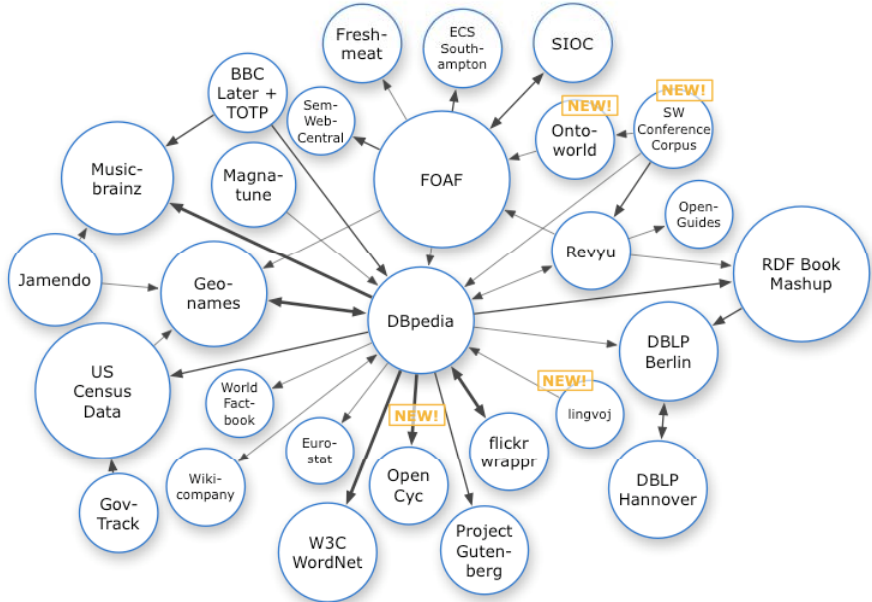 Fresh-
meat
ECS
South-
ampton
SIOC
BBC
Later +
TOTP
Sem-
Web-
Central
NEW!
Onto-
world
NEW!
SW
Conference
Corpus
Music-
brainz
Magna-
tune
FOAF
Open-
Guides
Revyu
RDF Book
Mashup
Jamendo
Geo-
names
DBpedia
DBLP
Berlin
US
Census
Data
World
Fact-
book
NEW!
lingvoj
NEW!
Open
Cyc
Euro-
stat
flickr
wrappr
Wiki-
company
DBLP
Hannover
Gov-
Track
W3C
WordNet
Project
Guten-
berg